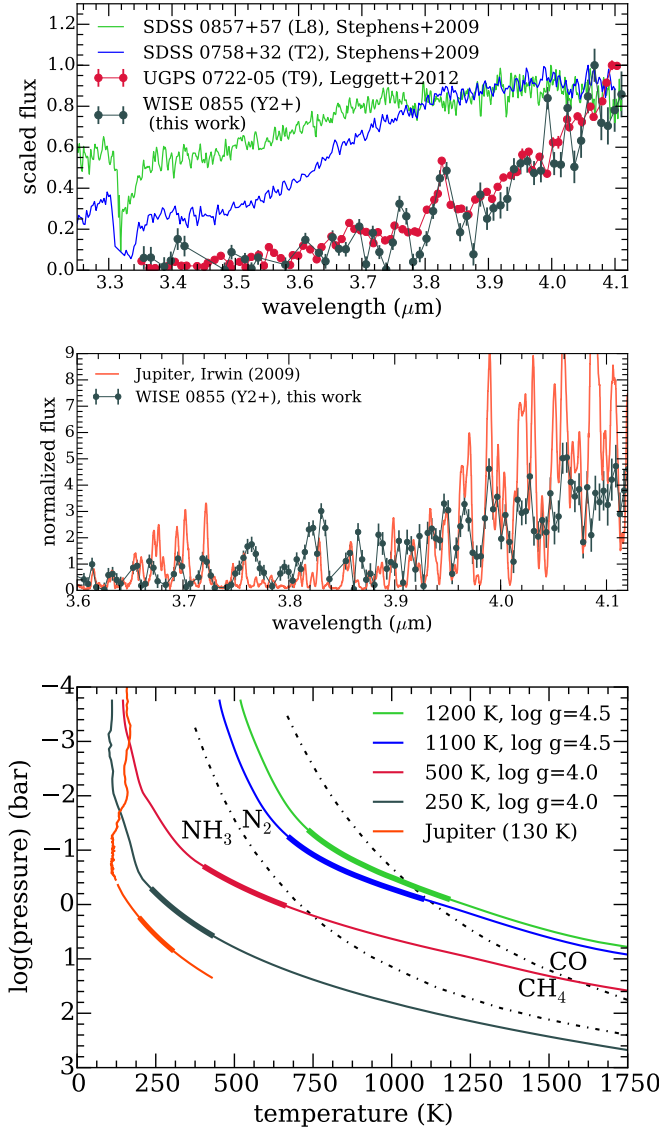 SDSS 0857+57 (L8), Stephens+2009
SDSS 0758+32 (T2), Stephens+2009
UGPS 0722-05 (T9), Leggett+2012
WISE 0855 (Y2+)
(this work)
scaled flux
1.2
1.0
0.8
0.6
0.4
0.2
0.0
3.3 3.4 3.5 3.6 3.7 3.8 3.9 4.0 4.1
wavelength (μm)
Jupiter, Irwin (2009)
WISE 0855 (Y2+), this work
normalized flux
9
8
7
6
5
4
3
2
1
0
3.6 3.7 3.8 3.9 4.0 4.1
wavelength (μm)
1200 K, log g=4.5
1100 K, log g=4.5
500 K, log g=4.0
250 K, log g=4.0
Jupiter (130 K)
NH₃ N₂
CO
CH₄
log(pressure) (bar)
−4
−3
−2
−1
0
1
2
3
0 250 500 750 1000 1250 1500 1750
temperature (K)